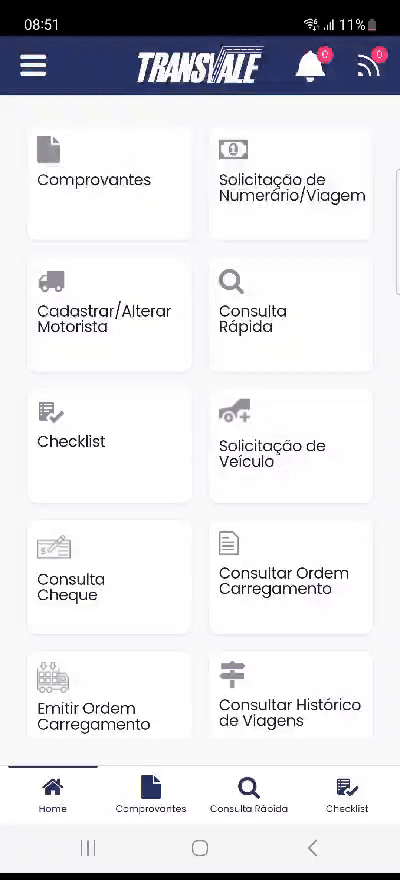 08:51
11%
TRANSVALE
0
0
Comprovantes
Solicitação de
Numerário/Viagem
Cadastrar/Alterar
Motorista
Consulta
Rápida
Checklist
Solicitação de
Veículo
Consulta
Cheque
Consultar Ordem
Carregamento
Emitir Ordem
Carregamento
Consultar Histórico
de Viagens
Home
Comprovantes
Consulta Rápida
Checklist